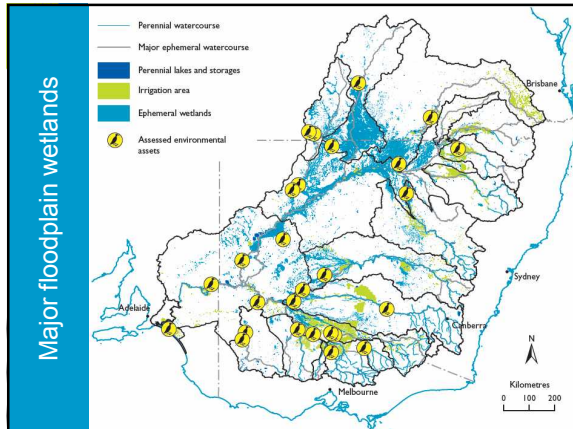 Major floodplain wetlands
Perennial watercourse
Major ephemeral watercourse
Perennial lakes and storages
Irrigation area
Ephemeral wetlands
Assessed environmental
assets
Brisbane
Sydney
Adelaide
Canberra
Melbourne
N
Kilometres
0 100 200